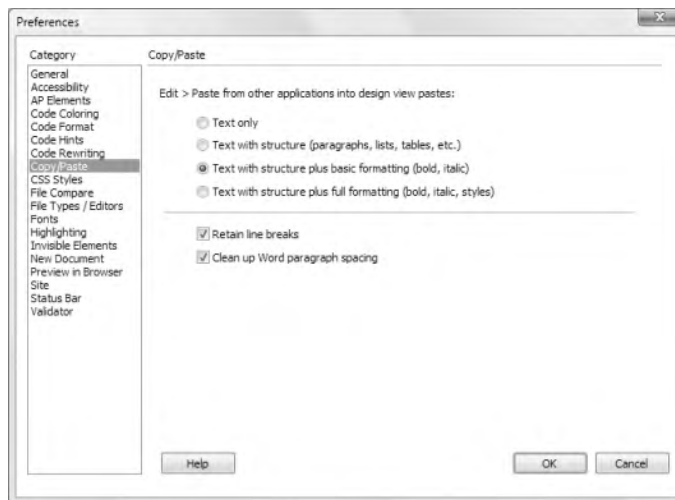 Preferences
Category
General
Accessibility
AP Elements
Code Coloring
Code Format
Code Hints
Code Rewriting
Copy/Paste
CSS Styles
File Compare
File Types / Editors
Fonts
Highlighting
Invisible Elements
New Document
Preview in Browser
Site
Status Bar
Validator
Copy/Paste
Edit > Paste from other applications into design view pastes:
Text only
Text with structure (paragraphs, lists, tables, etc.)
Text with structure plus basic formatting (bold, italic)
Text with structure plus full formatting (bold, italic, styles)
Retain line breaks
Clean up Word paragraph spacing
Help
OK
Cancel